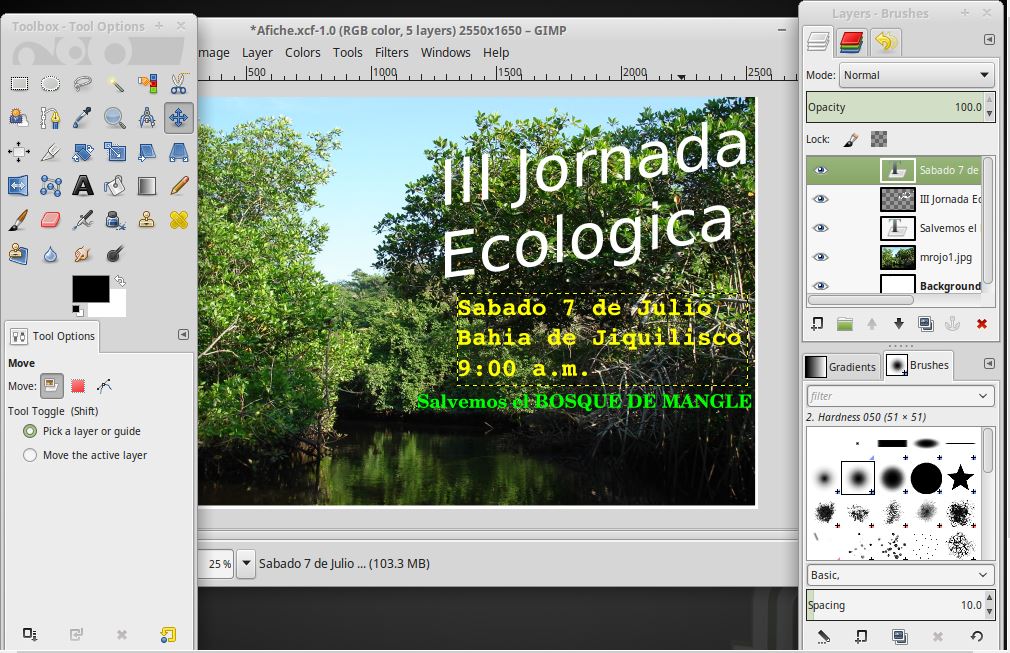 Toolbox - Tool Options
*Afiche.xcf-1.0 (RGB color, 5 layers) 2550x1650 – GIMP
Layers - Brushes
mage Layer Colors Tools Filters Windows Help
500 1000 1500 2000 2500
III Jornada
Ecologica
Sabado 7 de Julio
Bahia de Jiquilisco
9:00 a.m.
Salvemos el BOSQUE DE MANGLE
25 %
Sabado 7 de Julio ... (103.3 MB)
Tool Options
Move
Move:
Tool Toggle (Shift)
Pick a layer or guide
Move the active layer
Mode: Normal
Opacity 100.0
Lock:
Sabado 7 de
III Jornada Ec
Salvemos el
mrojo1.jpg
Background
Gradients
Brushes
filter
2. Hardness 050 (51 × 51)
Basic,
Spacing 10.0